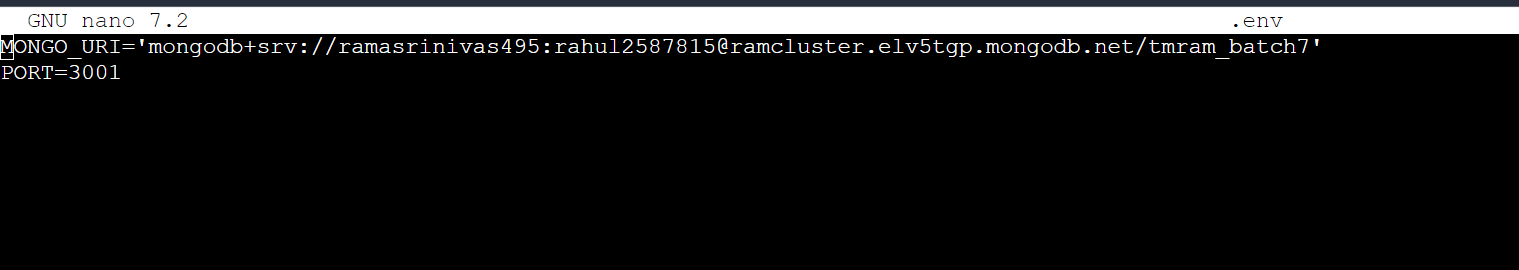 GNU nano 7.2 .env
MONGO_URI='mongodb+srv://ramasrinivas495:rahul2587815@ramcluster.elv5tgp.mongodb.net/tmram_batch7'
PORT=3001